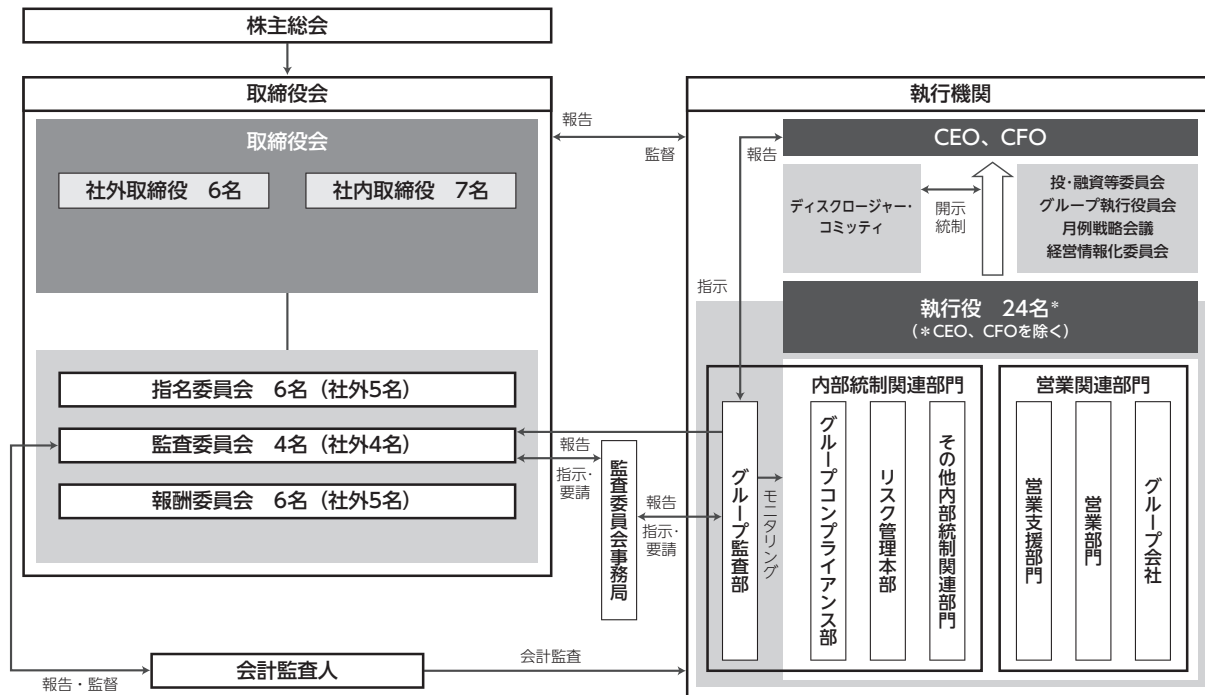 株主総会
取締役会
取締役会
社外取締役 6名
社内取締役 7名
指名委員会 6名（社外5名）
監査委員会 4名（社外4名）
報酬委員会 6名（社外5名）
報告
監督
報告
指示･
要請
監査委員会事務局
報告
指示･
要請
会計監査人
報告・監督
会計監査
執行機関
CEO、CFO
報告
指示
ディスクロージャー･
コミッティ
開示
統制
投･融資等委員会
グループ執行役員会
月例戦略会議
経営情報化委員会
執行役 24名*
（*CEO、CFOを除く）
内部統制関連部門
グループ監査部
モニタリング
グループコンプライアンス部
リスク管理本部
その他内部統制関連部門
営業関連部門
営業支援部門
営業部門
グループ会社